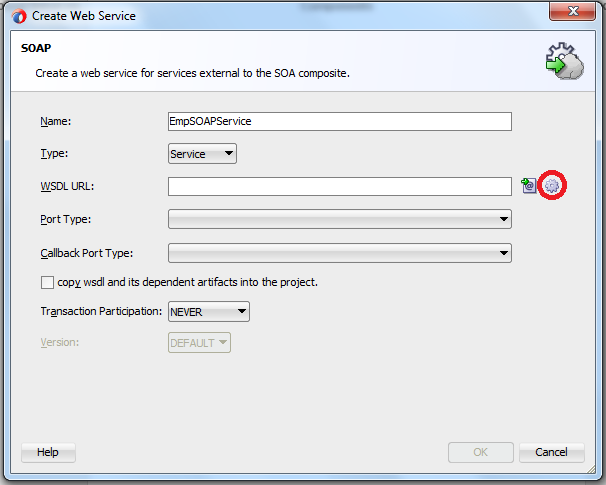 Create Web Service
SOAP
Create a web service for services external to the SOA composite.
Name: EmpSOAPService
Type: Service
WSDL URL:
Port Type:
Callback Port Type:
copy wsdl and its dependent artifacts into the project.
Transaction Participation: NEVER
Version: DEFAULT
Help OK Cancel